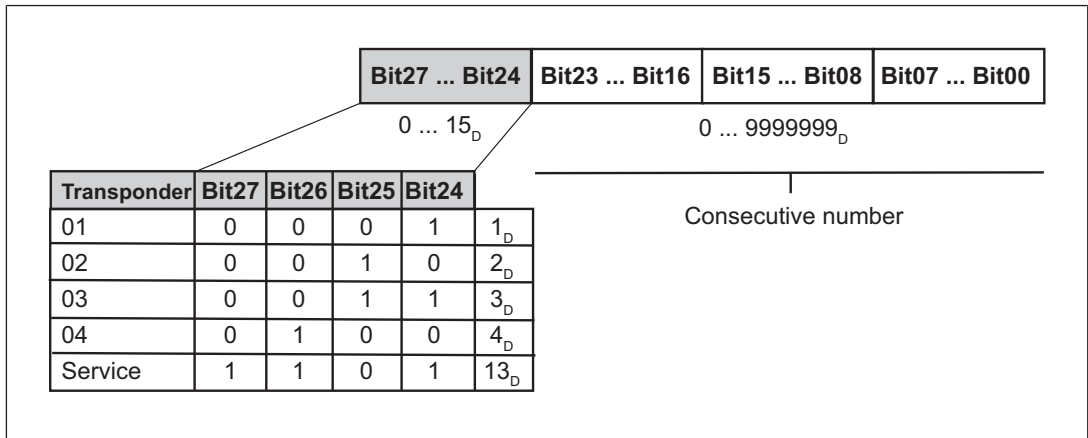 Bit27 ... Bit24 Bit23 ... Bit16 Bit15 ... Bit08 Bit07 ... Bit00
0 ... 15D 0 ... 9999999D
Consecutive number
Transponder Bit27 Bit26 Bit25 Bit24
01 0 0 0 1 1D
02 0 0 1 0 2D
03 0 0 1 1 3D
04 0 1 0 0 4D
Service 1 1 0 1 13D